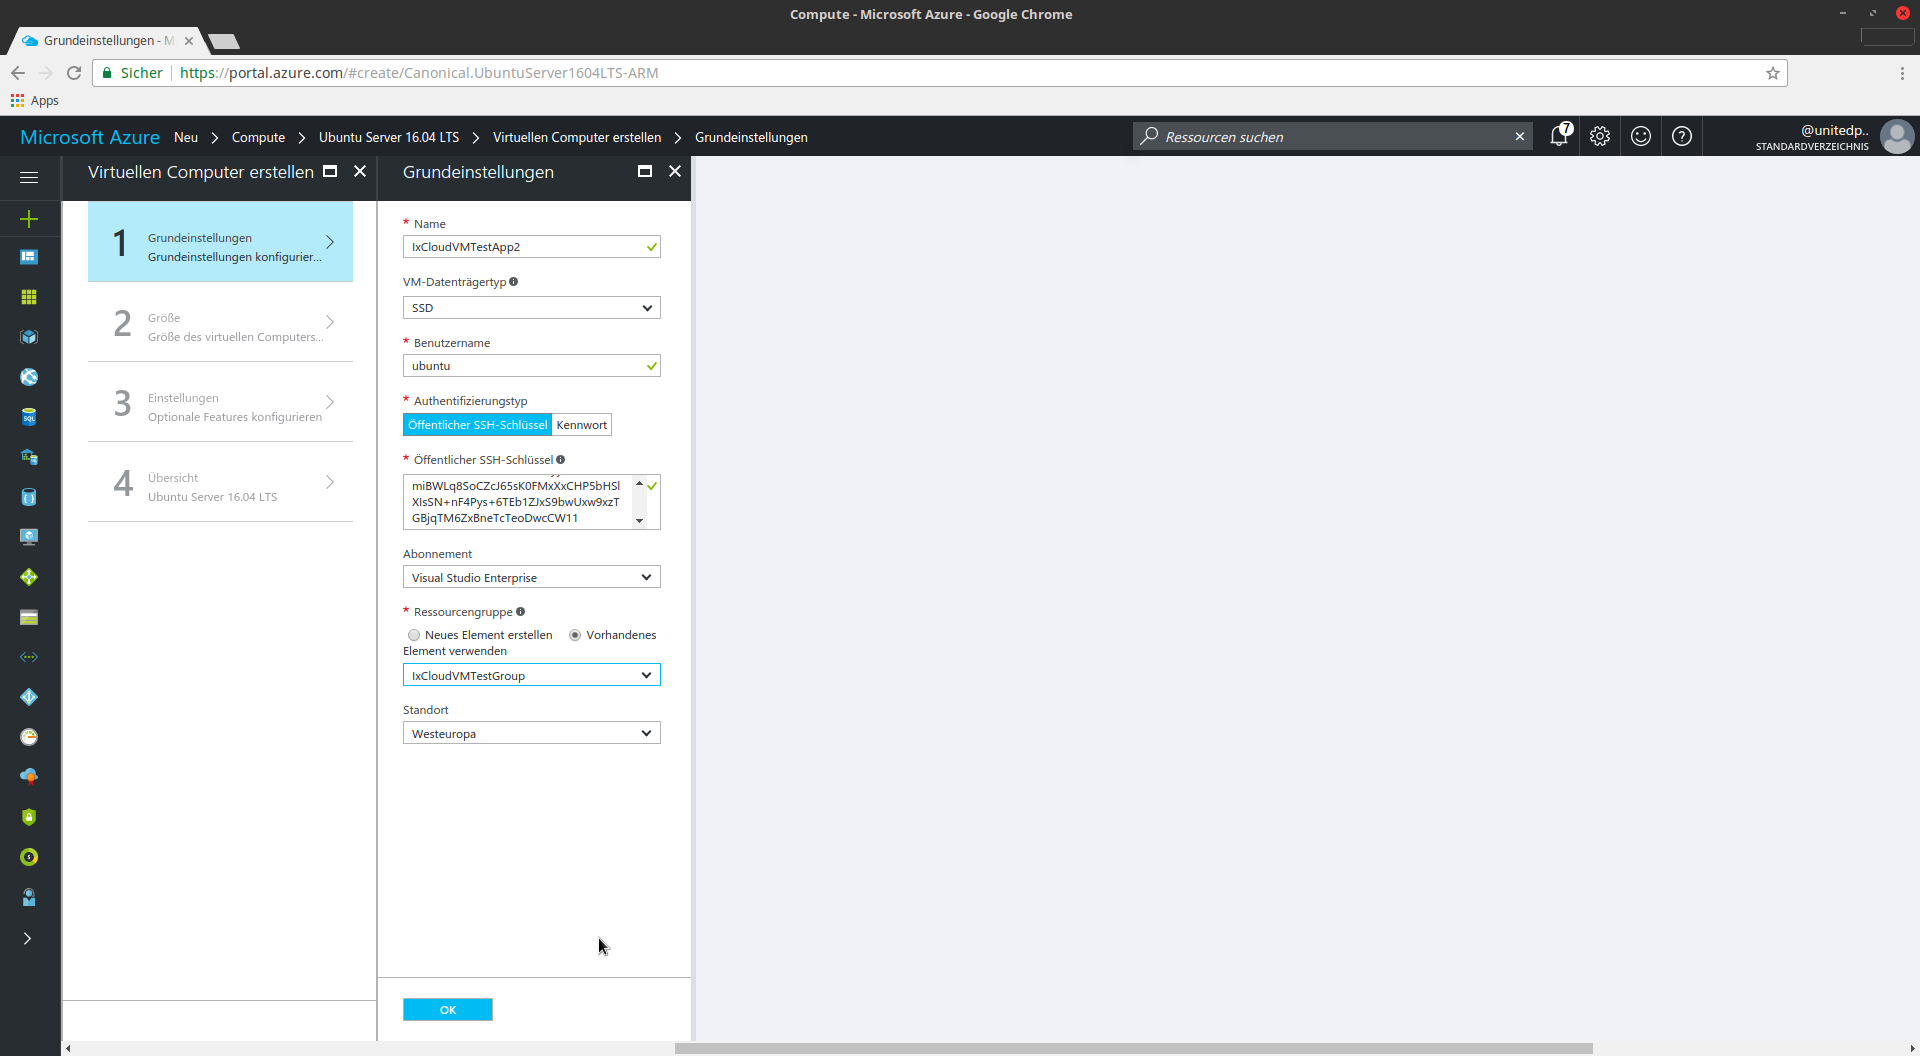 Compute - Microsoft Azure - Google Chrome
Grundeinstellungen - M
Sicher https://portal.azure.com/#create/Canonical.UbuntuServer1604LTS-ARM
Apps
Microsoft Azure Neu Compute Ubuntu Server 16.04 LTS Virtuellen Computer erstellen Grundeinstellungen
Ressourcen suchen
7
@unitedp..
STANDARDVERZEICHNIS
Virtuellen Computer erstellen
1
Grundeinstellungen
Grundeinstellungen konfigurier...
2
Größe
Größe des virtuellen Computers...
3
Einstellungen
Optionale Features konfigurieren
4
Übersicht
Ubuntu Server 16.04 LTS
Grundeinstellungen
* Name
IxCloudVMTestApp2
VM-Datenträgertyp
SSD
* Benutzername
ubuntu
* Authentifizierungstyp
Öffentlicher SSH-Schlüssel Kennwort
* Öffentlicher SSH-Schlüssel
miBWLq8SoCZcJ65sK0FMxXxCHP5bHSl
XIsSN+nF4Pys+6TEb1ZJxS9bwUxw9xzT
GBjqTM6ZxBneTcTeoDwcCW11
Abonnement
Visual Studio Enterprise
* Ressourcengruppe
Neues Element erstellen Vorhandenes
Element verwenden
IxCloudVMTestGroup
Standort
Westeuropa
OK
SQL